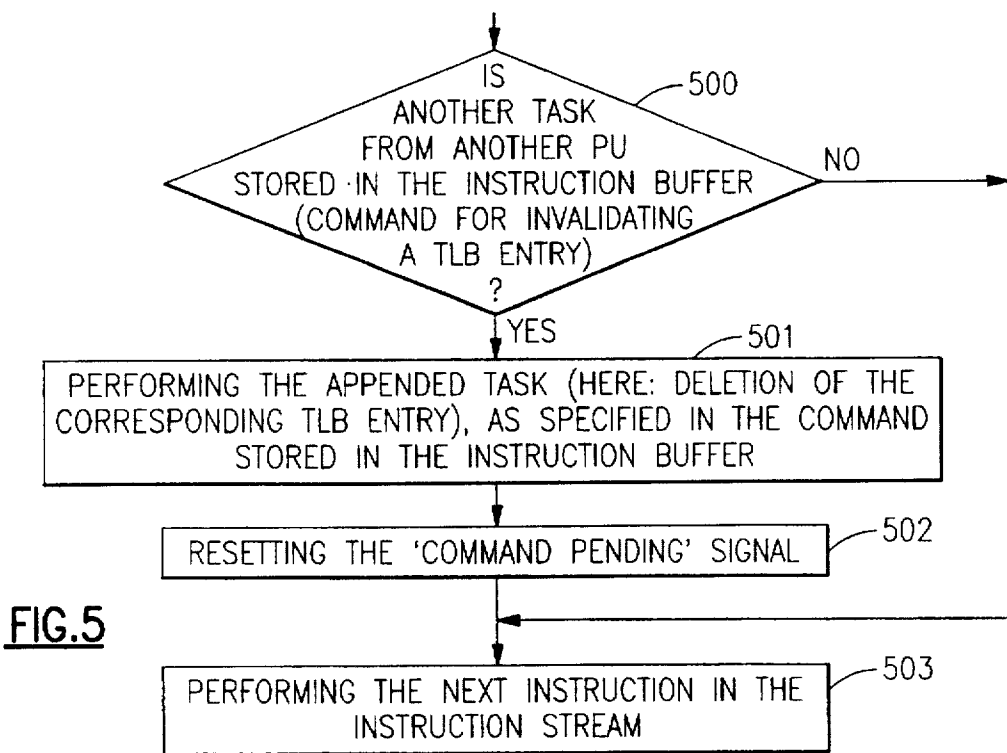 IS
500
ANOTHER TASK
FROM ANOTHER PU
NO
STORED IN THE INSTRUCTION BUFFER
(COMMAND FOR INVALIDATING
A TLB ENTRY)
?
YES
501
PERFORMING THE APPENDED TASK (HERE: DELETION OF THE
CORRESPONDING TLB ENTRY), AS SPECIFIED IN THE COMMAND
STORED IN THE INSTRUCTION BUFFER
502
RESETTING THE 'COMMAND PENDING' SIGNAL
FIG.5
503
PERFORMING THE NEXT INSTRUCTION IN THE
INSTRUCTION STREAM